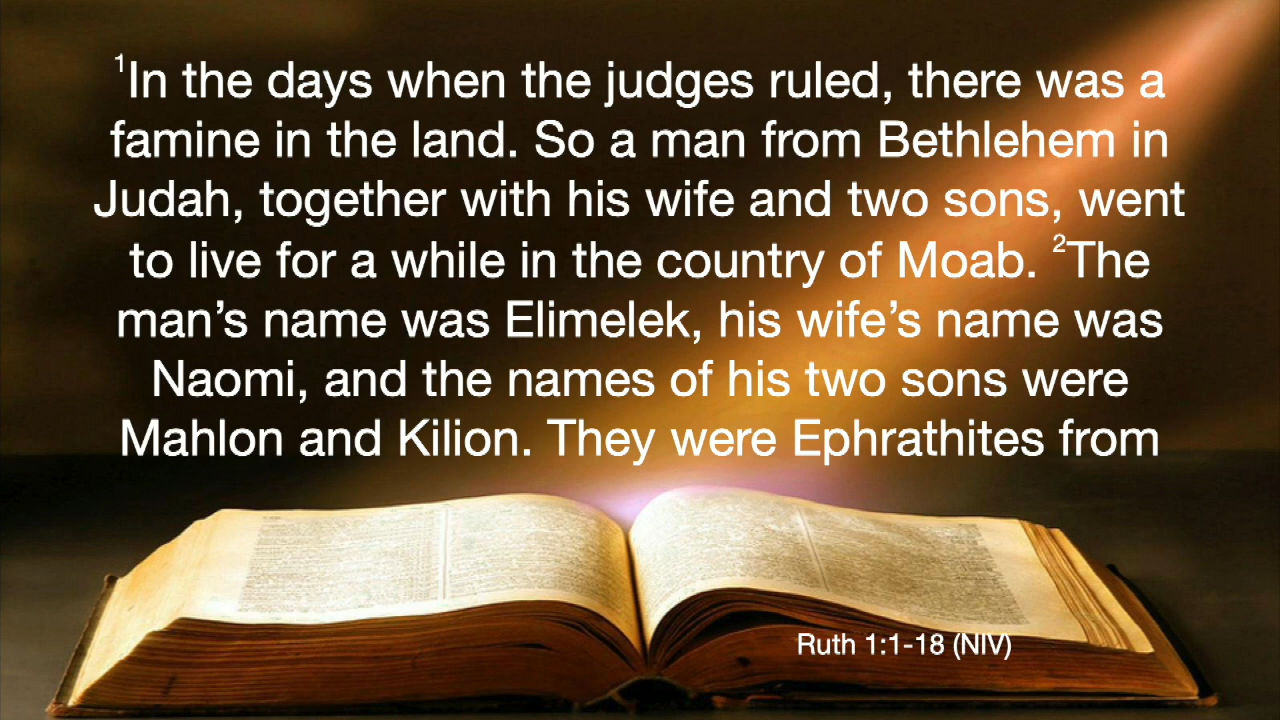 ¹In the days when the judges ruled, there was a
famine in the land. So a man from Bethlehem in
Judah, together with his wife and two sons, went
to live for a while in the country of Moab. ²The
man’s name was Elimelek, his wife’s name was
Naomi, and the names of his two sons were
Mahlon and Kilion. They were Ephrathites from
Ruth 1:1-18 (NIV)